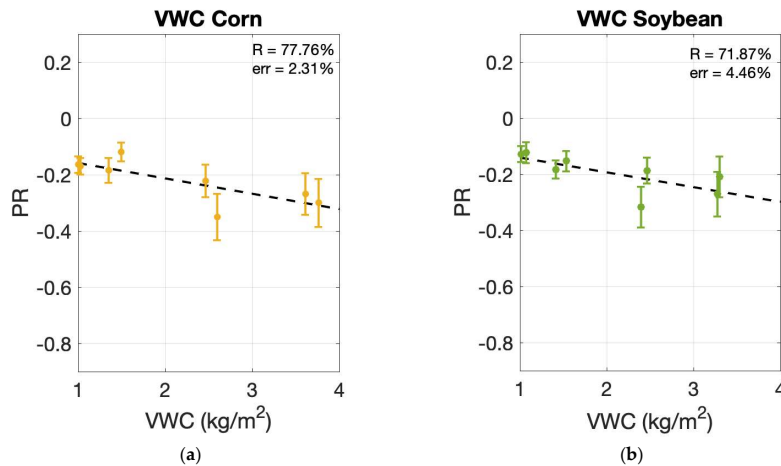 VWC Corn
R = 77.76%
err = 2.31%
0.2
0
-0.2
-0.4
-0.6
-0.8
PR
1
2
3
4
VWC (kg/m²)
(a)
VWC Soybean
R = 71.87%
err = 4.46%
0.2
0
-0.2
-0.4
-0.6
-0.8
PR
1
2
3
4
VWC (kg/m²)
(b)